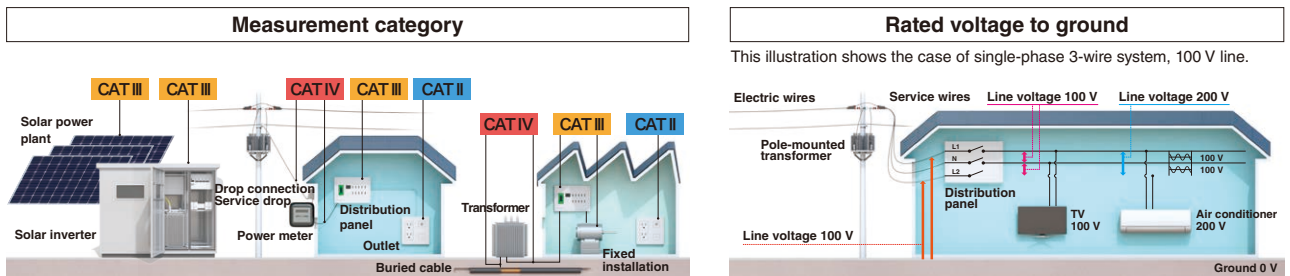 Measurement category
CAT III
CAT III
CAT IV
CAT III
CAT II
CAT IV
CAT III
CAT II
Solar power
plant
Drop connection
Service drop
Distribution
panel
Transformer
Solar inverter
Power meter
Outlet
Fixed
installation
Buried cable
Rated voltage to ground
This illustration shows the case of single-phase 3-wire system, 100 V line.
Electric wires
Service wires
Line voltage 100 V
Line voltage 200 V
Pole-mounted
transformer
L1
N
L2
100 V
100 V
Distribution
panel
TV
100 V
Air conditioner
200 V
Line voltage 100 V
Ground 0 V